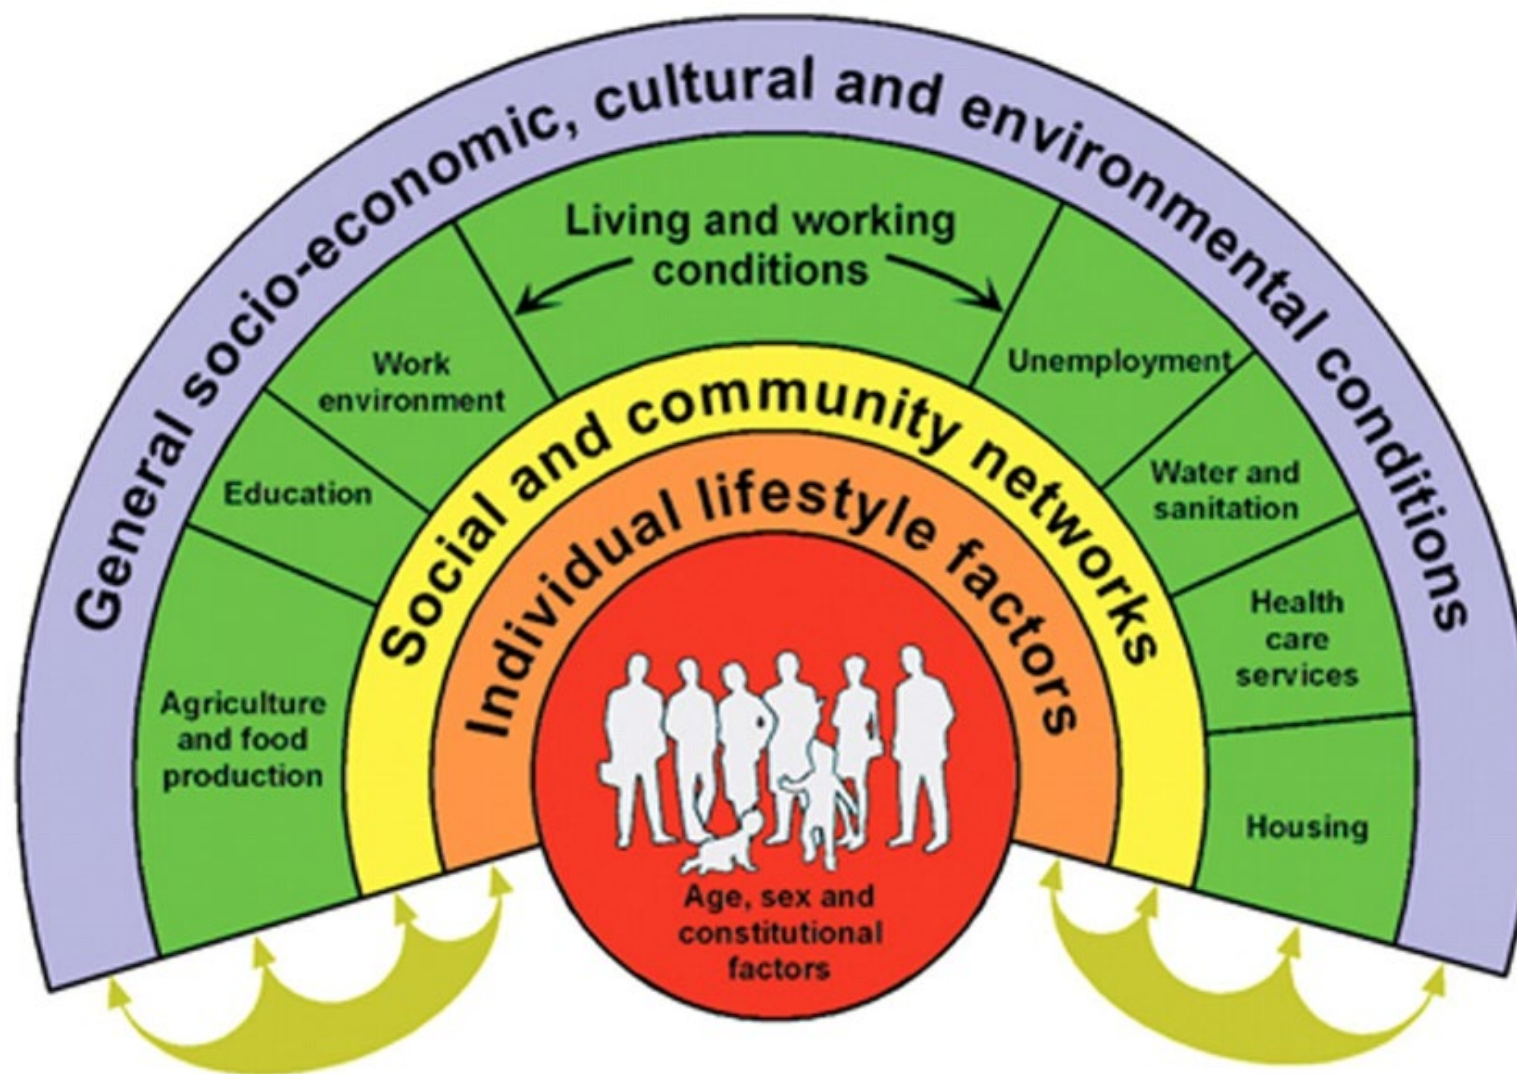 General socio-economic, cultural and environmental conditions
Living and working
conditions
Work
environment
Education
Agriculture
and food
production
Unemployment
Water and
sanitation
Health
care
services
Housing
Social and community networks
Individual lifestyle factors
Age, sex and
constitutional
factors